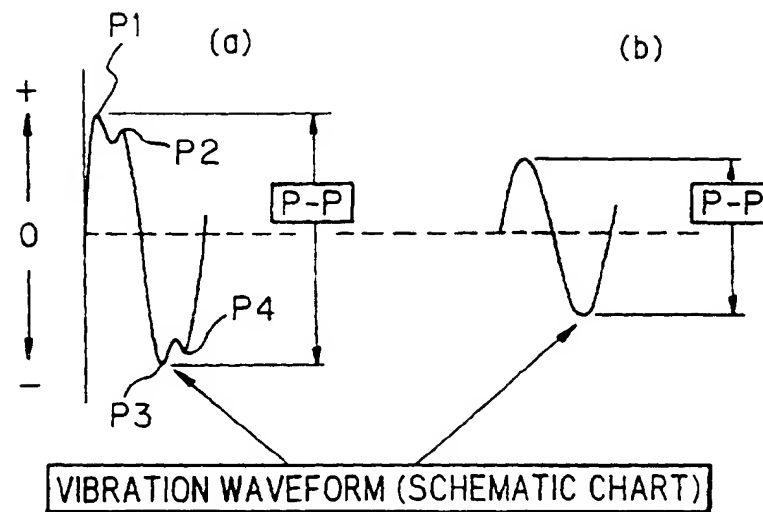 P1
(a)
(b)
+
P2
P-P
P-P
0
P4
−
P3
VIBRATION WAVEFORM (SCHEMATIC CHART)